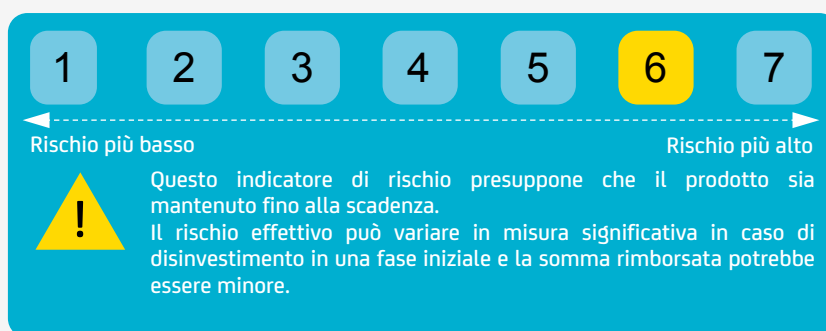 1 2 3 4 5 6 7
Rischio più basso Rischio più alto
!
Questo indicatore di rischio presuppone che il prodotto sia
mantenuto fino alla scadenza.
Il rischio effettivo può variare in misura significativa in caso di
disinvestimento in una fase iniziale e la somma rimborsata potrebbe
essere minore.